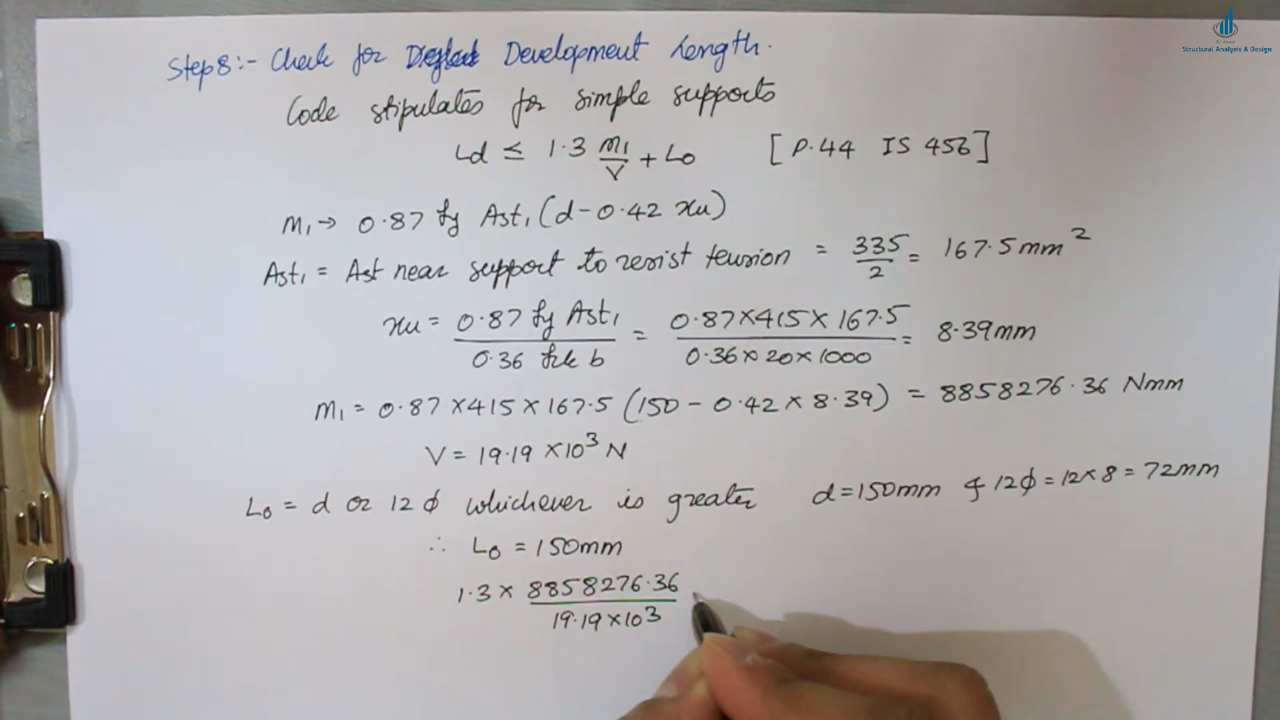 Structural Analysis & Design
Step 8:- Check for Development Length.
Code stipulates for simple supports
Ld ≤ 1.3 M1/V + Lo [P.44 IS 456]
M1 → 0.87 fy Ast1 (d - 0.42 xu)
Ast1 = Ast near support to resist tension = 335/2 = 167.5 mm²
xu = 0.87 fy Ast1 / 0.36 fck b = 0.87×415×167.5 / 0.36×20×1000 = 8.39mm
M1 = 0.87×415×167.5 (150 - 0.42×8.39) = 8858276.36 Nmm
V = 19.19×10³ N
Lo = d or 12ϕ whichever is greater d=150mm & 12ϕ = 12×8 = 72mm
∴ Lo = 150mm
1.3 × 8858276.36 / 19.19×10³